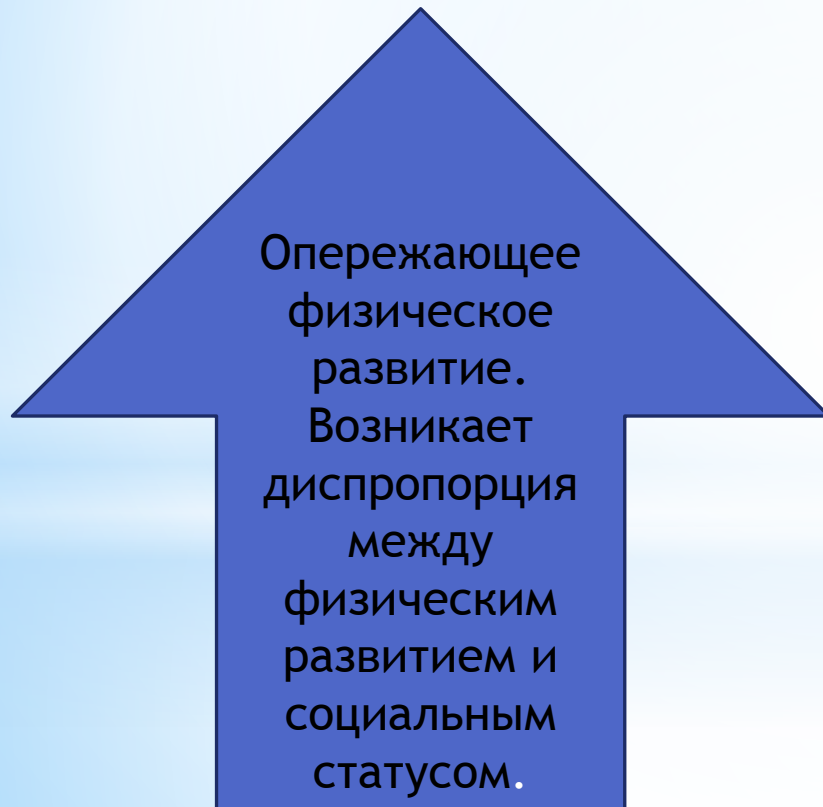 Опережающее
физическое
развитие.
Возникает
диспропорция
между
физическим
развитием и
социальным
статусом.